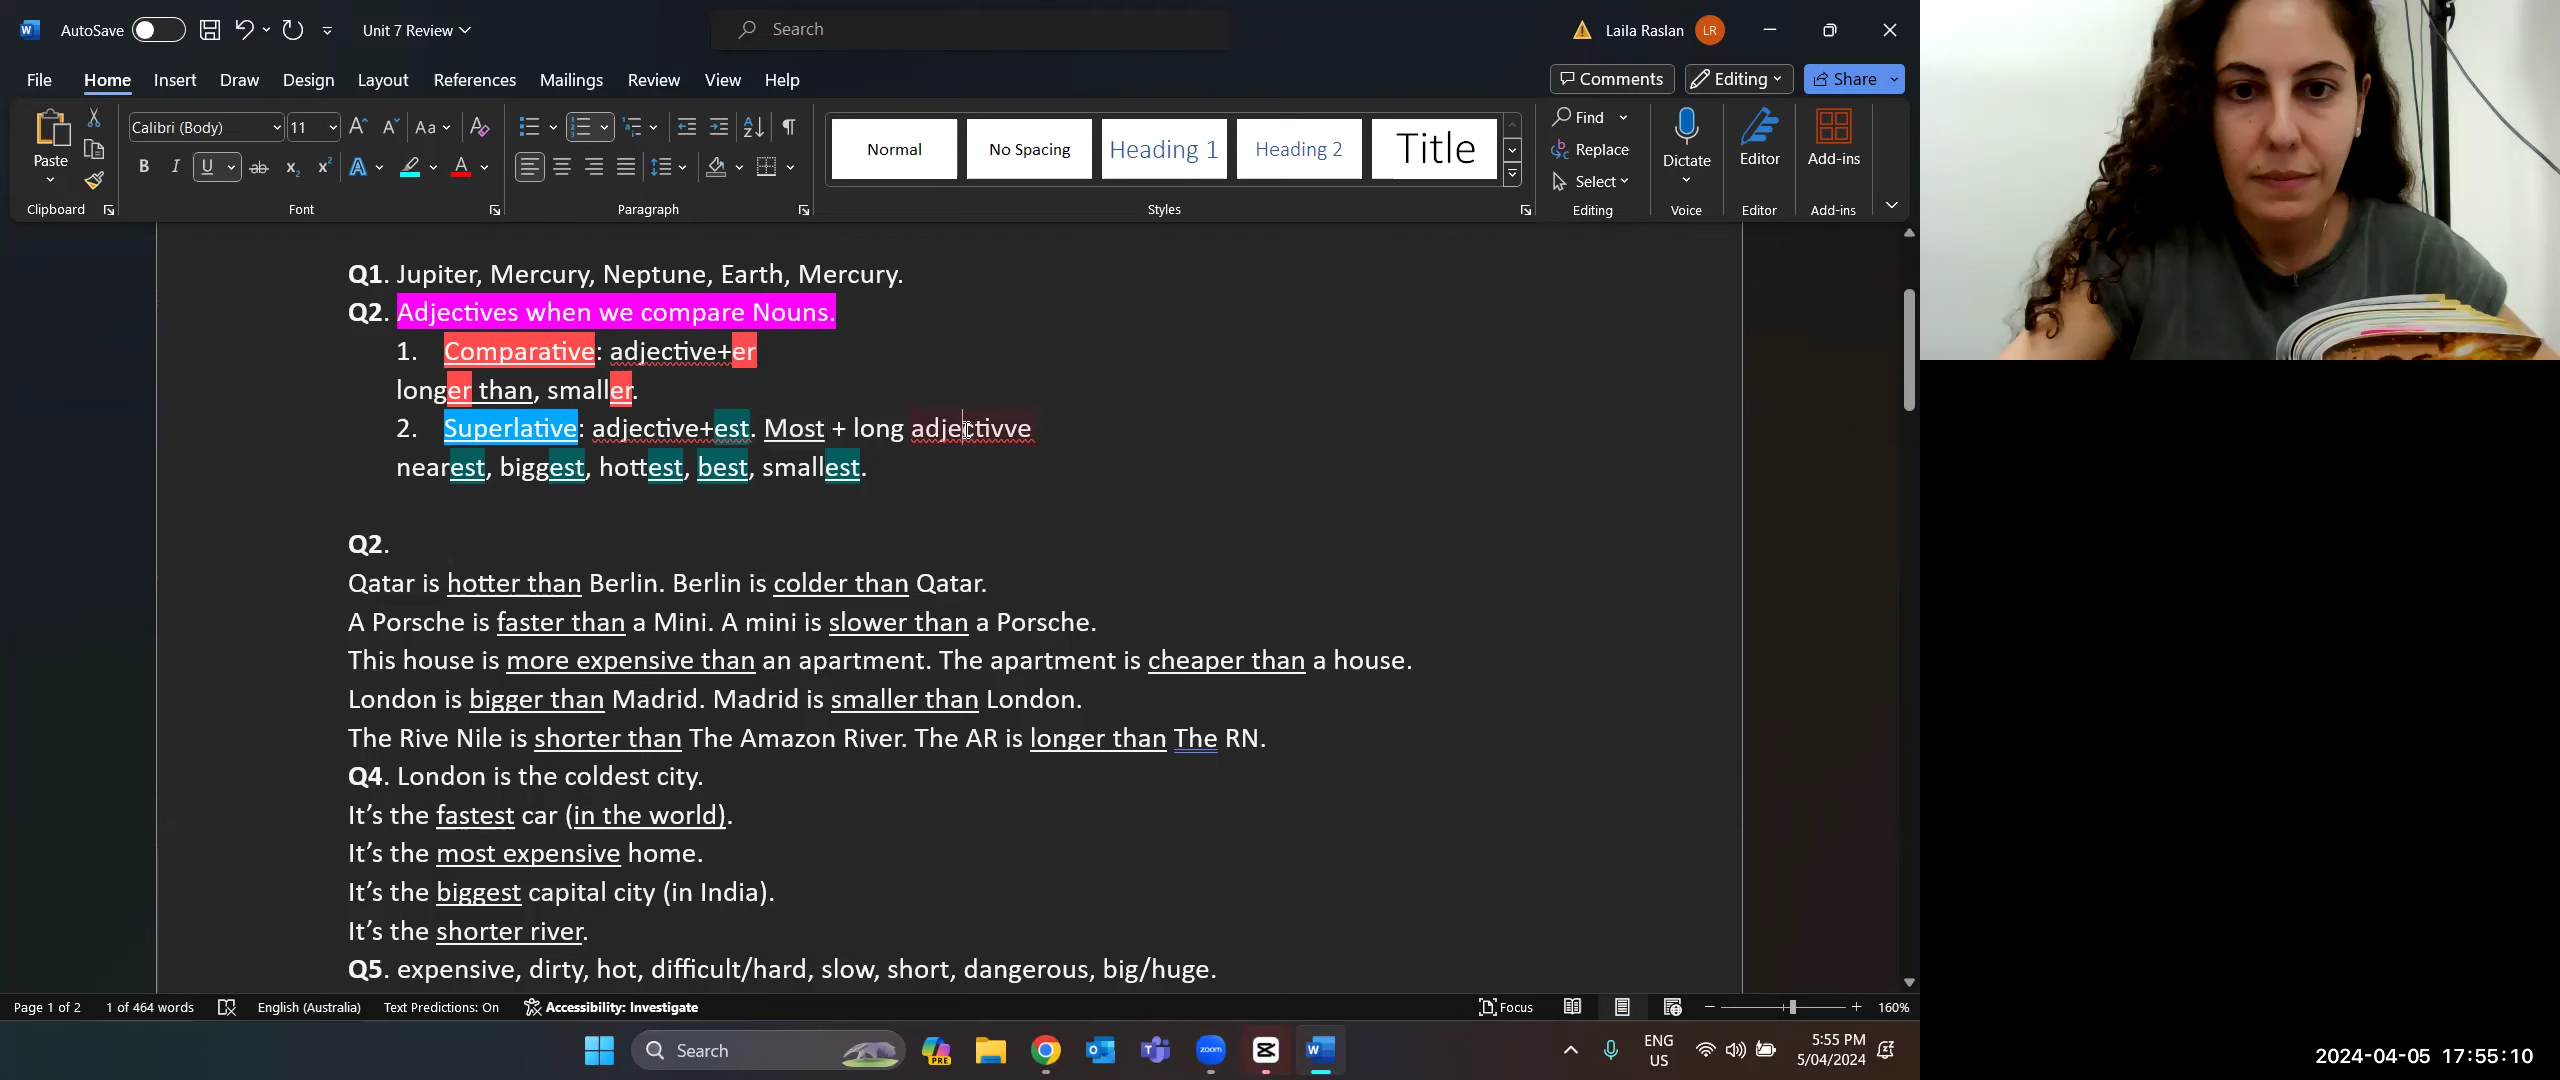 AutoSave
Unit 7 Review
Search
Laila Raslan
LR
File Home Insert Draw Design Layout References Mailings Review View Help
Comments Editing Share
Paste
Calibri (Body) 11
Aa
B I U ab x₂ x² A A
Normal
No Spacing
Heading 1
Heading 2
Title
Find
Replace
Select
Dictate
Editor
Add-ins
Clipboard Font Paragraph Styles Editing Voice Editor Add-ins
Q1. Jupiter, Mercury, Neptune, Earth, Mercury.
Q2. Adjectives when we compare Nouns.
1. Comparative: adjective+er
longer than, smaller.
2. Superlative: adjective+est. Most + long adjectivve
nearest, biggest, hottest, best, smallest.
Q2.
Qatar is hotter than Berlin. Berlin is colder than Qatar.
A Porsche is faster than a Mini. A mini is slower than a Porsche.
This house is more expensive than an apartment. The apartment is cheaper than a house.
London is bigger than Madrid. Madrid is smaller than London.
The Rive Nile is shorter than The Amazon River. The AR is longer than The RN.
Q4. London is the coldest city.
It's the fastest car (in the world).
It's the most expensive home.
It's the biggest capital city (in India).
It's the shorter river.
Q5. expensive, dirty, hot, difficult/hard, slow, short, dangerous, big/huge.
Page 1 of 2 1 of 464 words English (Australia) Text Predictions: On Accessibility: Investigate Focus 160%
Search
PRE
zoom
ENG
US
5:55 PM
5/04/2024
2024-04-05 17:55:10